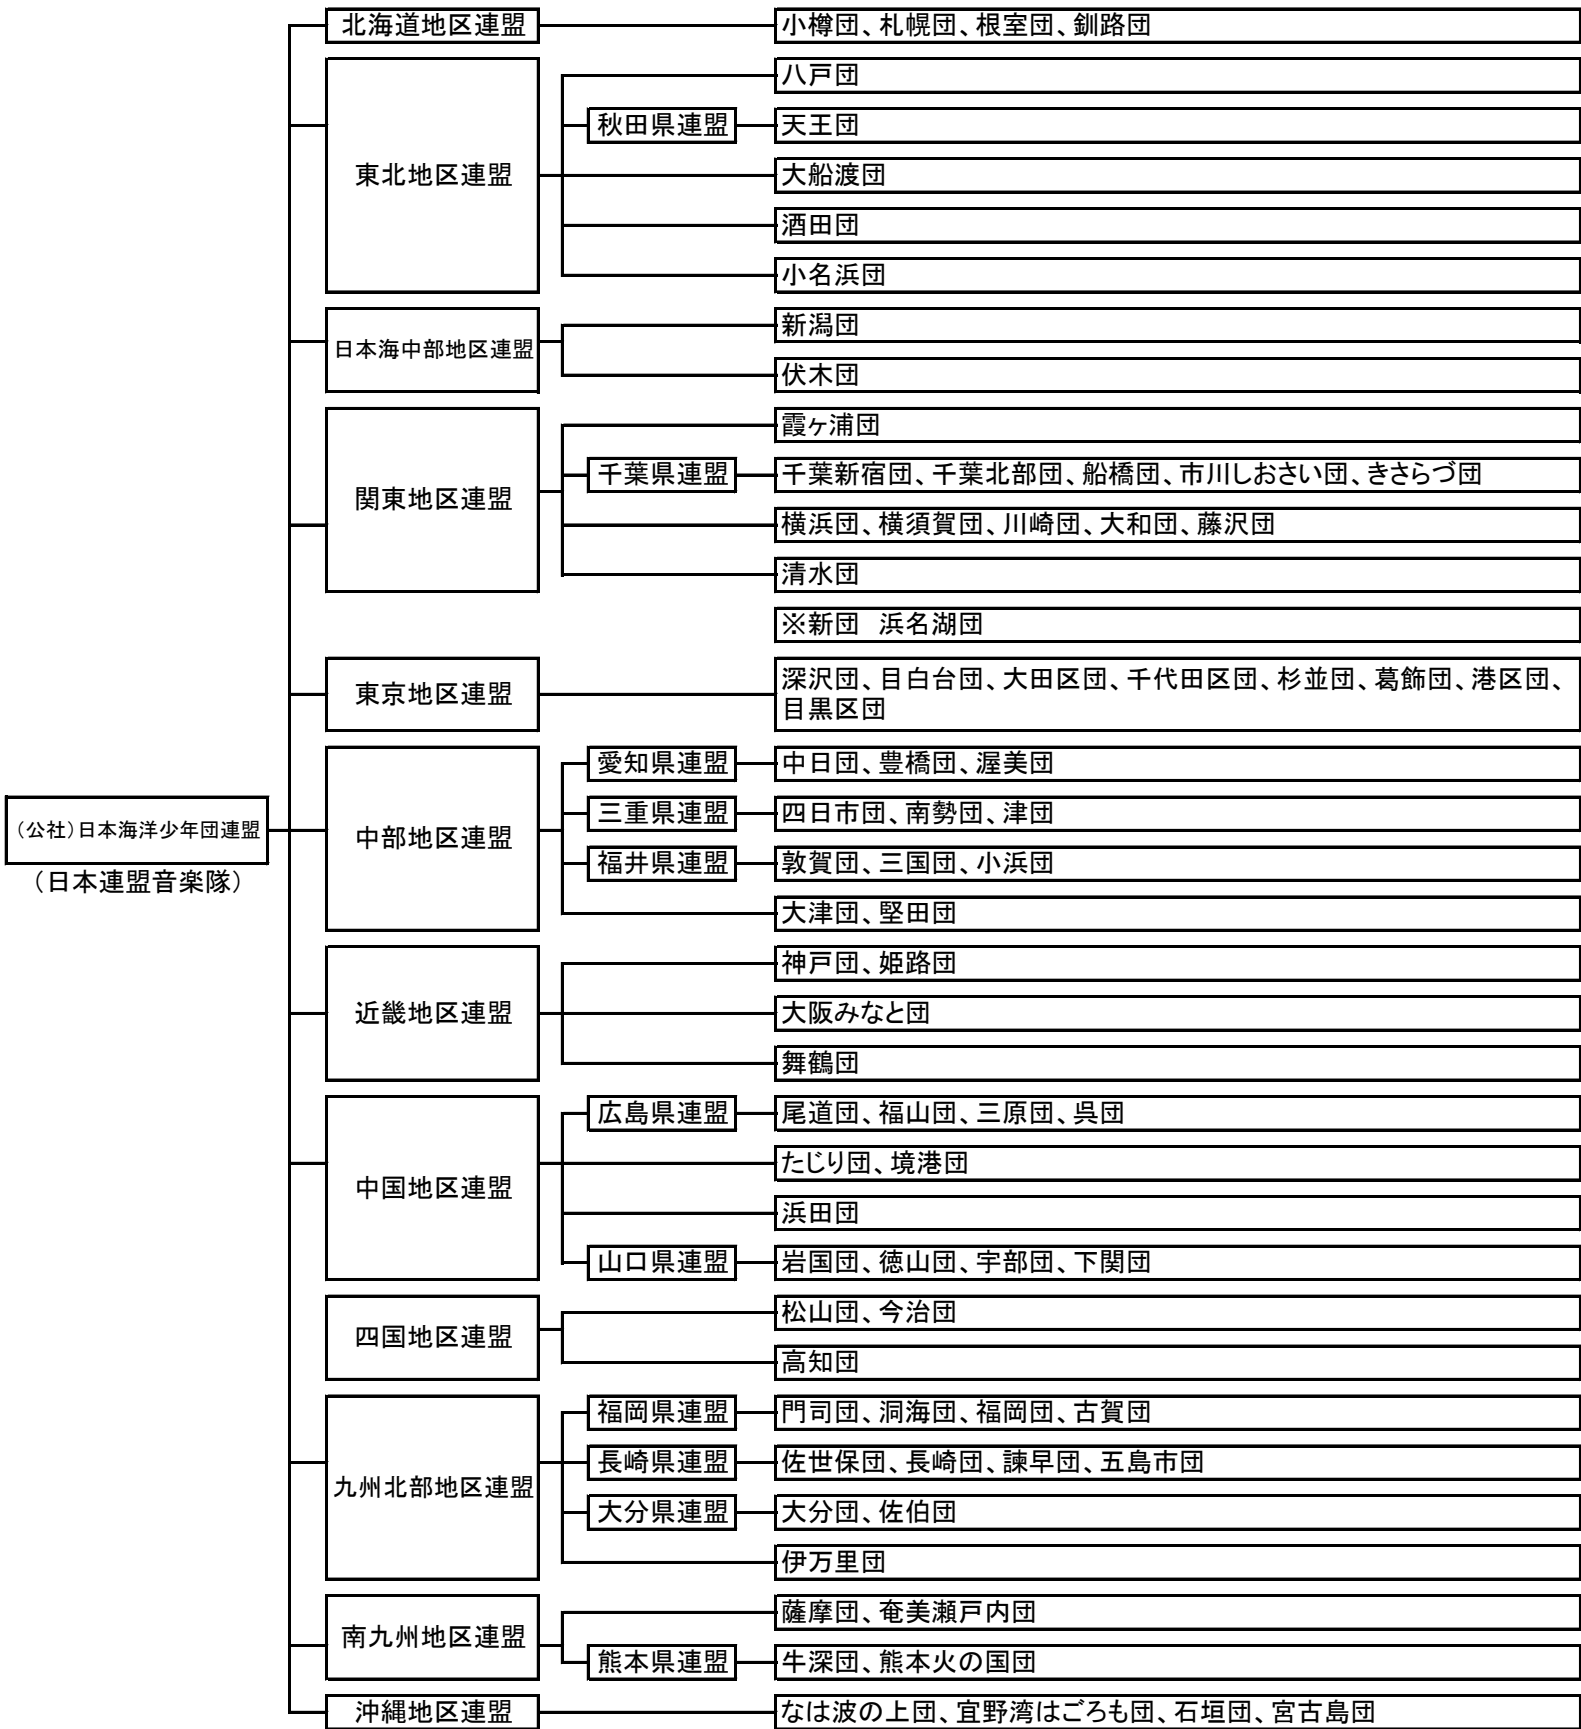 北海道地区連盟
小樽団、札幌団、根室団、釧路団
東北地区連盟
八戸団
秋田県連盟
天王団
大船渡団
酒田団
小名浜団
日本海中部地区連盟
新潟団
伏木団
関東地区連盟
霞ヶ浦団
千葉県連盟
千葉新宿団、千葉北部団、船橋団、市川しおさい団、きさらづ団
横浜団、横須賀団、川崎団、大和団、藤沢団
清水団
※新団　浜名湖団
東京地区連盟
深沢団、目白台団、大田区団、千代田区団、杉並団、葛飾団、港区団、
目黒区団
(公社)日本海洋少年団連盟
(日本連盟音楽隊)
中部地区連盟
愛知県連盟
中日団、豊橋団、渥美団
三重県連盟
四日市団、南勢団、津団
福井県連盟
敦賀団、三国団、小浜団
大津団、堅田団
近畿地区連盟
神戸団、姫路団
大阪みなと団
舞鶴団
中国地区連盟
広島県連盟
尾道団、福山団、三原団、呉団
たじり団、境港団
浜田団
山口県連盟
岩国団、徳山団、宇部団、下関団
四国地区連盟
松山団、今治団
高知団
九州北部地区連盟
福岡県連盟
門司団、洞海団、福岡団、古賀団
長崎県連盟
佐世保団、長崎団、諫早団、五島市団
大分県連盟
大分団、佐伯団
伊万里団
南九州地区連盟
薩摩団、奄美瀬戸内団
熊本県連盟
牛深団、熊本火の国団
沖縄地区連盟
なは波の上団、宜野湾はごろも団、石垣団、宮古島団